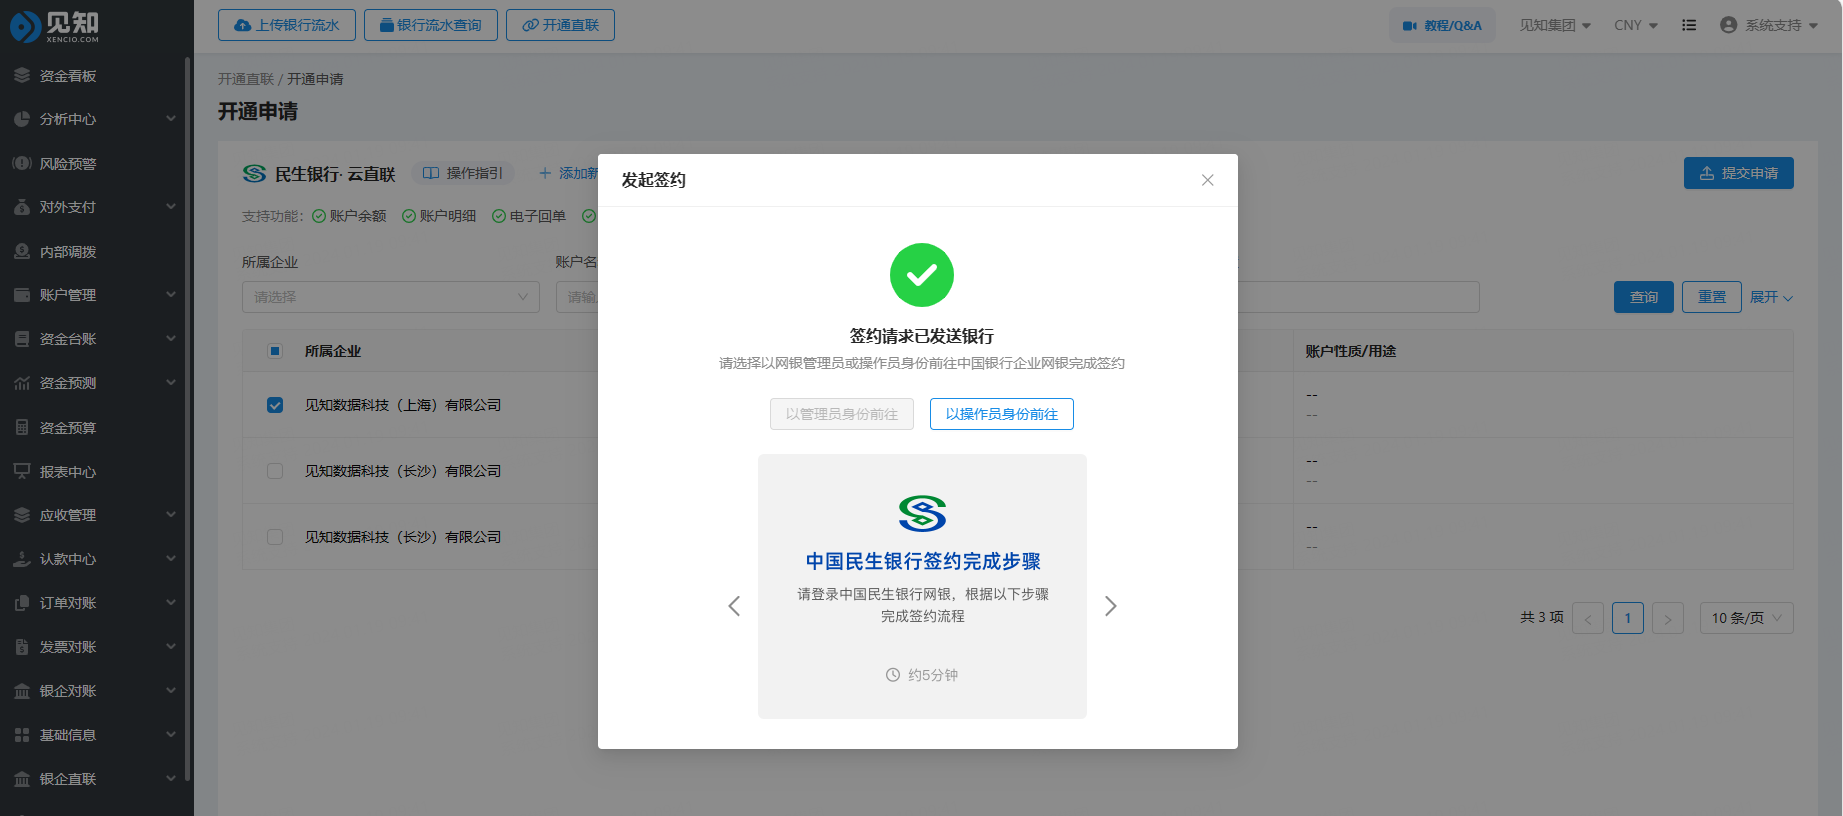 见知
XENCIO.COM
上传银行流水
银行流水查询
开通直联
教程/Q&A
见知集团
CNY
系统支持
资金看板
分析中心
风险预警
对外支付
内部调拨
账户管理
资金台账
资金预测
资金预算
报表中心
应收管理
认款中心
订单对账
发票对账
银企对账
基础信息
银企直联
开通直联 / 开通申请
开通申请
民生银行· 云直联
操作指引
添加新
提交申请
支持功能:
账户余额
账户明细
电子回单
所属企业
账户名
请选择
请输
查询
重置
展开
所属企业
账户性质/用途
见知数据科技（上海）有限公司
--
--
见知数据科技（长沙）有限公司
--
--
见知数据科技（长沙）有限公司
--
--
共 3 项
<
1
>
10 条/页
发起签约
签约请求已发送银行
请选择以网银管理员或操作员身份前往中国银行企业网银完成签约
以管理员身份前往
以操作员身份前往
中国民生银行签约完成步骤
请登录中国民生银行网银，根据以下步骤
完成签约流程
约5分钟